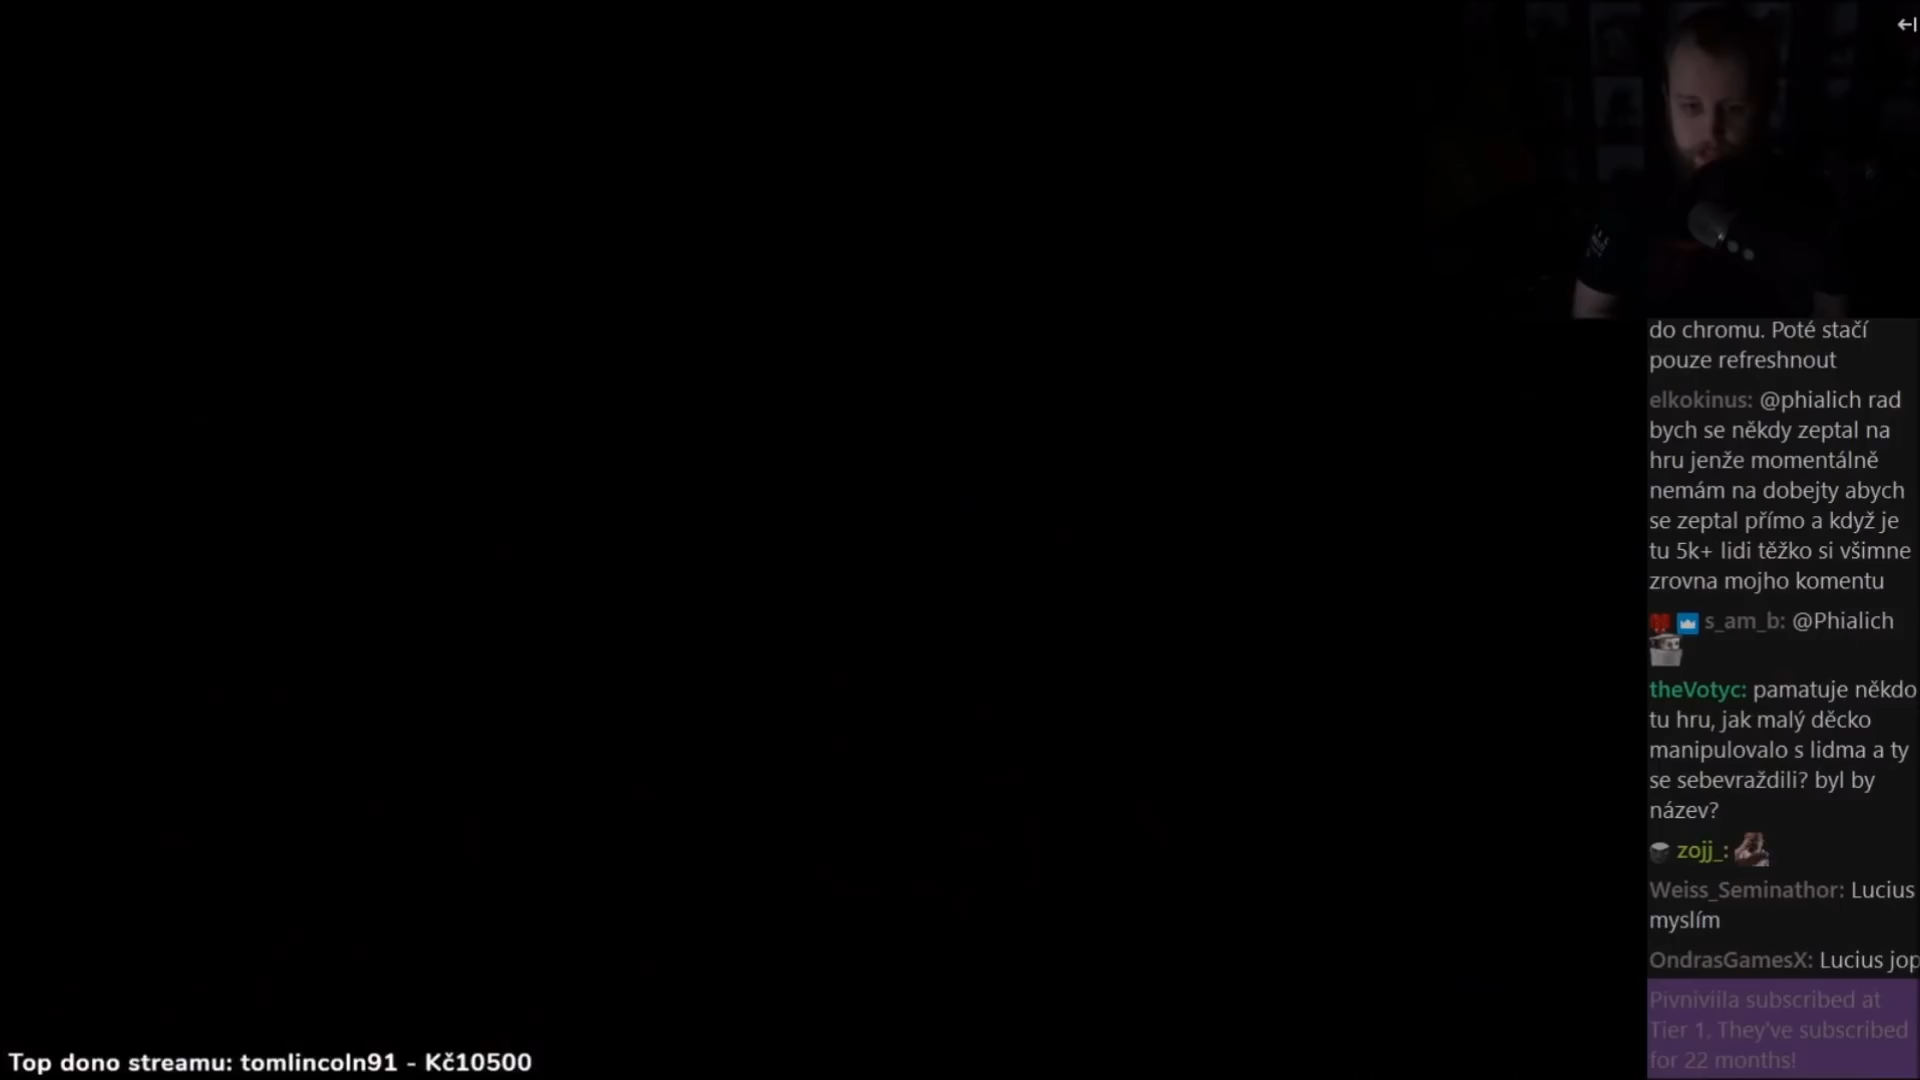 do chromu. Poté stačí
pouze refreshnout
elkokinus: @phialich rad
bych se někdy zeptal na
hru jenže momentálně
nemám na dobejty abych
se zeptal přímo a když je
tu 5k+ lidi těžko si všimne
zrovna mojho komentu
s_am_b: @Phialich
theVotyc: pamatuje někdo
tu hru, jak malý děcko
manipulovalo s lidma a ty
se sebevraždili? byl by
název?
zojj_:
Weiss_Seminathor: Lucius
myslím
OndrasGamesX: Lucius jop
Pivniviila subscribed at
Tier 1. They've subscribed
for 22 months!
Top dono streamu: tomlincoln91 - Kč10500